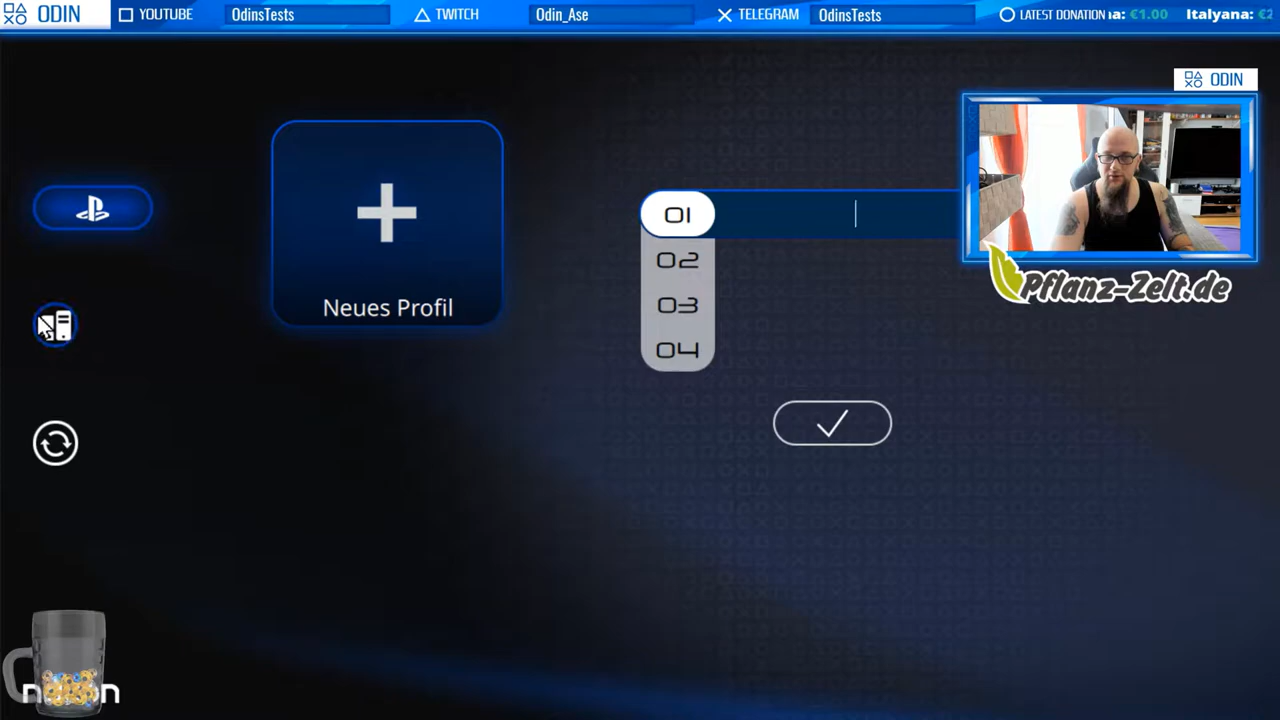 ODIN
YOUTUBE
OdinsTests
TWITCH
Odin_Ase
TELEGRAM
OdinsTests
LATEST DONATION
€1.00 Italyana:
ODIN
01
02
03
04
Neues Profil
Pflanz-Zelt.de